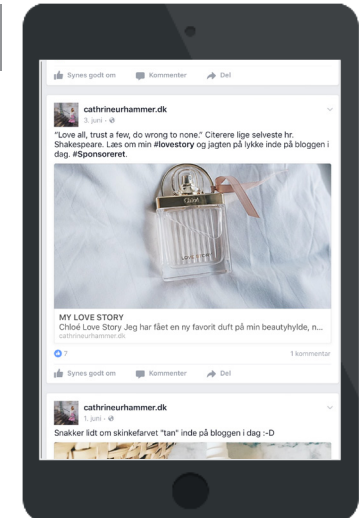 Synes godt om Kommenter Del
cathrineurhammer.dk
3. juni
"Love all, trust a few, do wrong to none." Citerere lige selveste hr.
Shakespeare. Læs om min #lovestory og jagten på lykke inde på bloggen i
dag. #Sponsoreret.
Chloé
LOVE STORY
MY LOVE STORY
Chloé Love Story Jeg har fået en ny favorit duft på min beautyhylde, n...
cathrineurhammer.dk
7 1 kommentar
Synes godt om Kommenter Del
cathrineurhammer.dk
1. juni
Snakker lidt om skinkefarvet "tan" inde på bloggen i dag ;-D